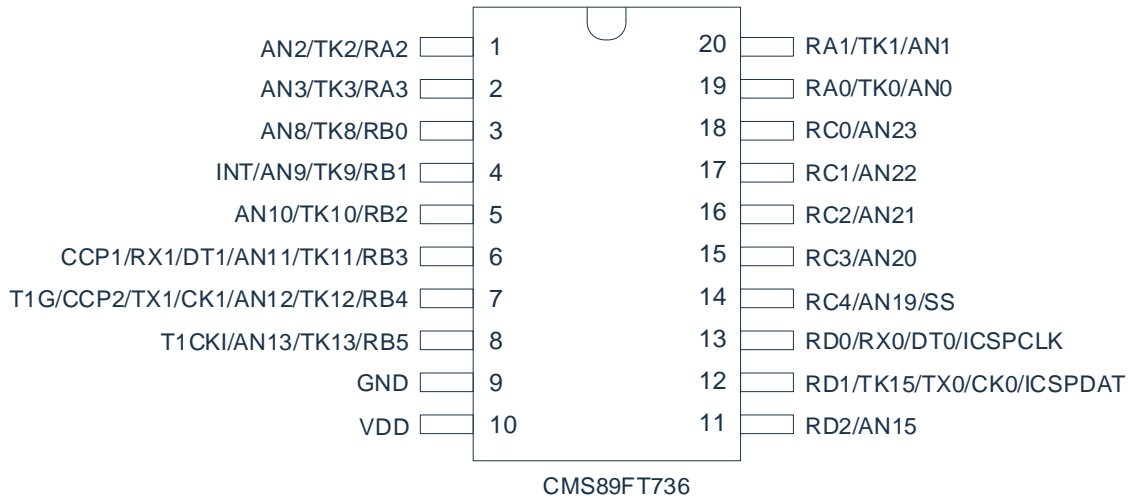 AN2/TK2/RA2 1 20 RA1/TK1/AN1
AN3/TK3/RA3 2 19 RA0/TK0/AN0
AN8/TK8/RB0 3 18 RC0/AN23
INT/AN9/TK9/RB1 4 17 RC1/AN22
AN10/TK10/RB2 5 16 RC2/AN21
CCP1/RX1/DT1/AN11/TK11/RB3 6 15 RC3/AN20
T1G/CCP2/TX1/CK1/AN12/TK12/RB4 7 14 RC4/AN19/SS
T1CKI/AN13/TK13/RB5 8 13 RD0/RX0/DT0/ICSPCLK
GND 9 12 RD1/TK15/TX0/CK0/ICSPDAT
VDD 10 11 RD2/AN15
CMS89FT736